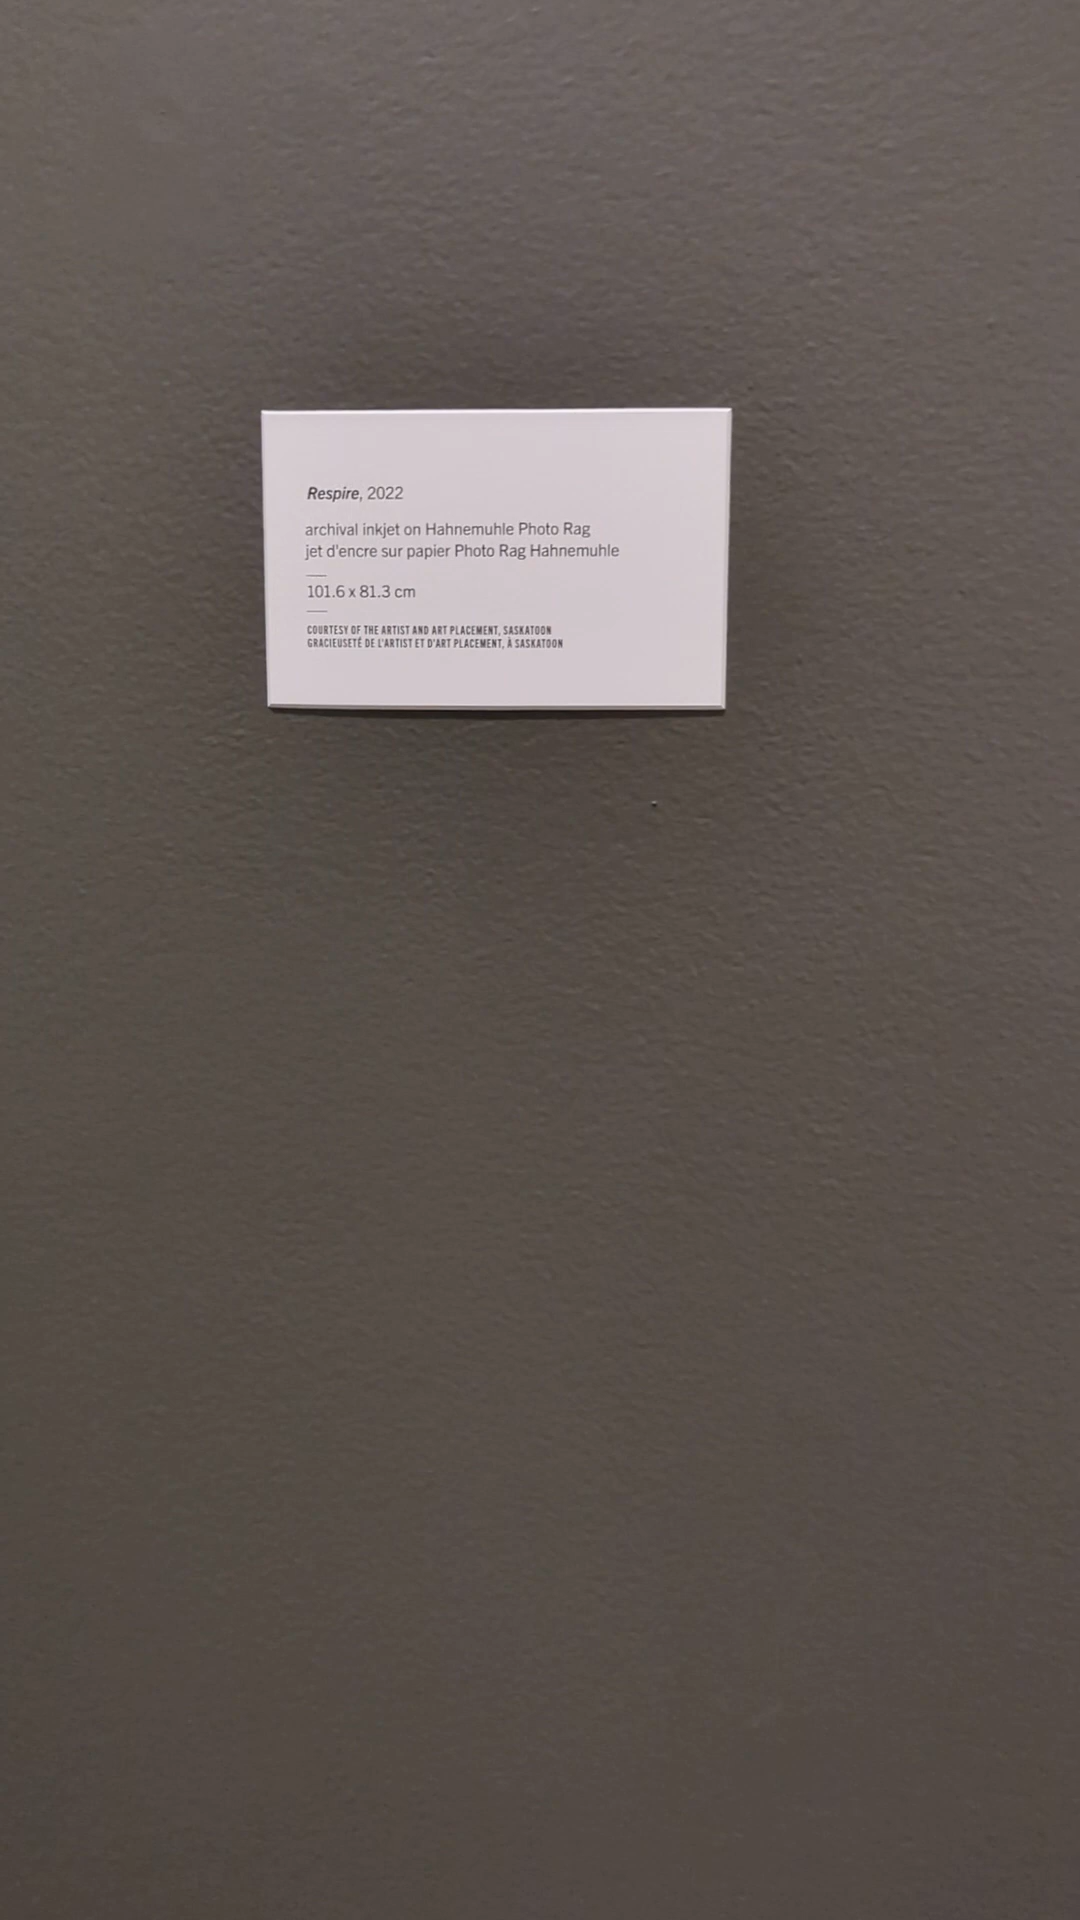 Respire, 2022
archival inkjet on Hahnemuhle Photo Rag
jet d'encre sur papier Photo Rag Hahnemuhle
101.6 x 81.3 cm
COURTESY OF THE ARTIST AND ART PLACEMENT, SASKATOON
GRACIEUSETÉ DE L'ARTIST ET D'ART PLACEMENT, À SASKATOON